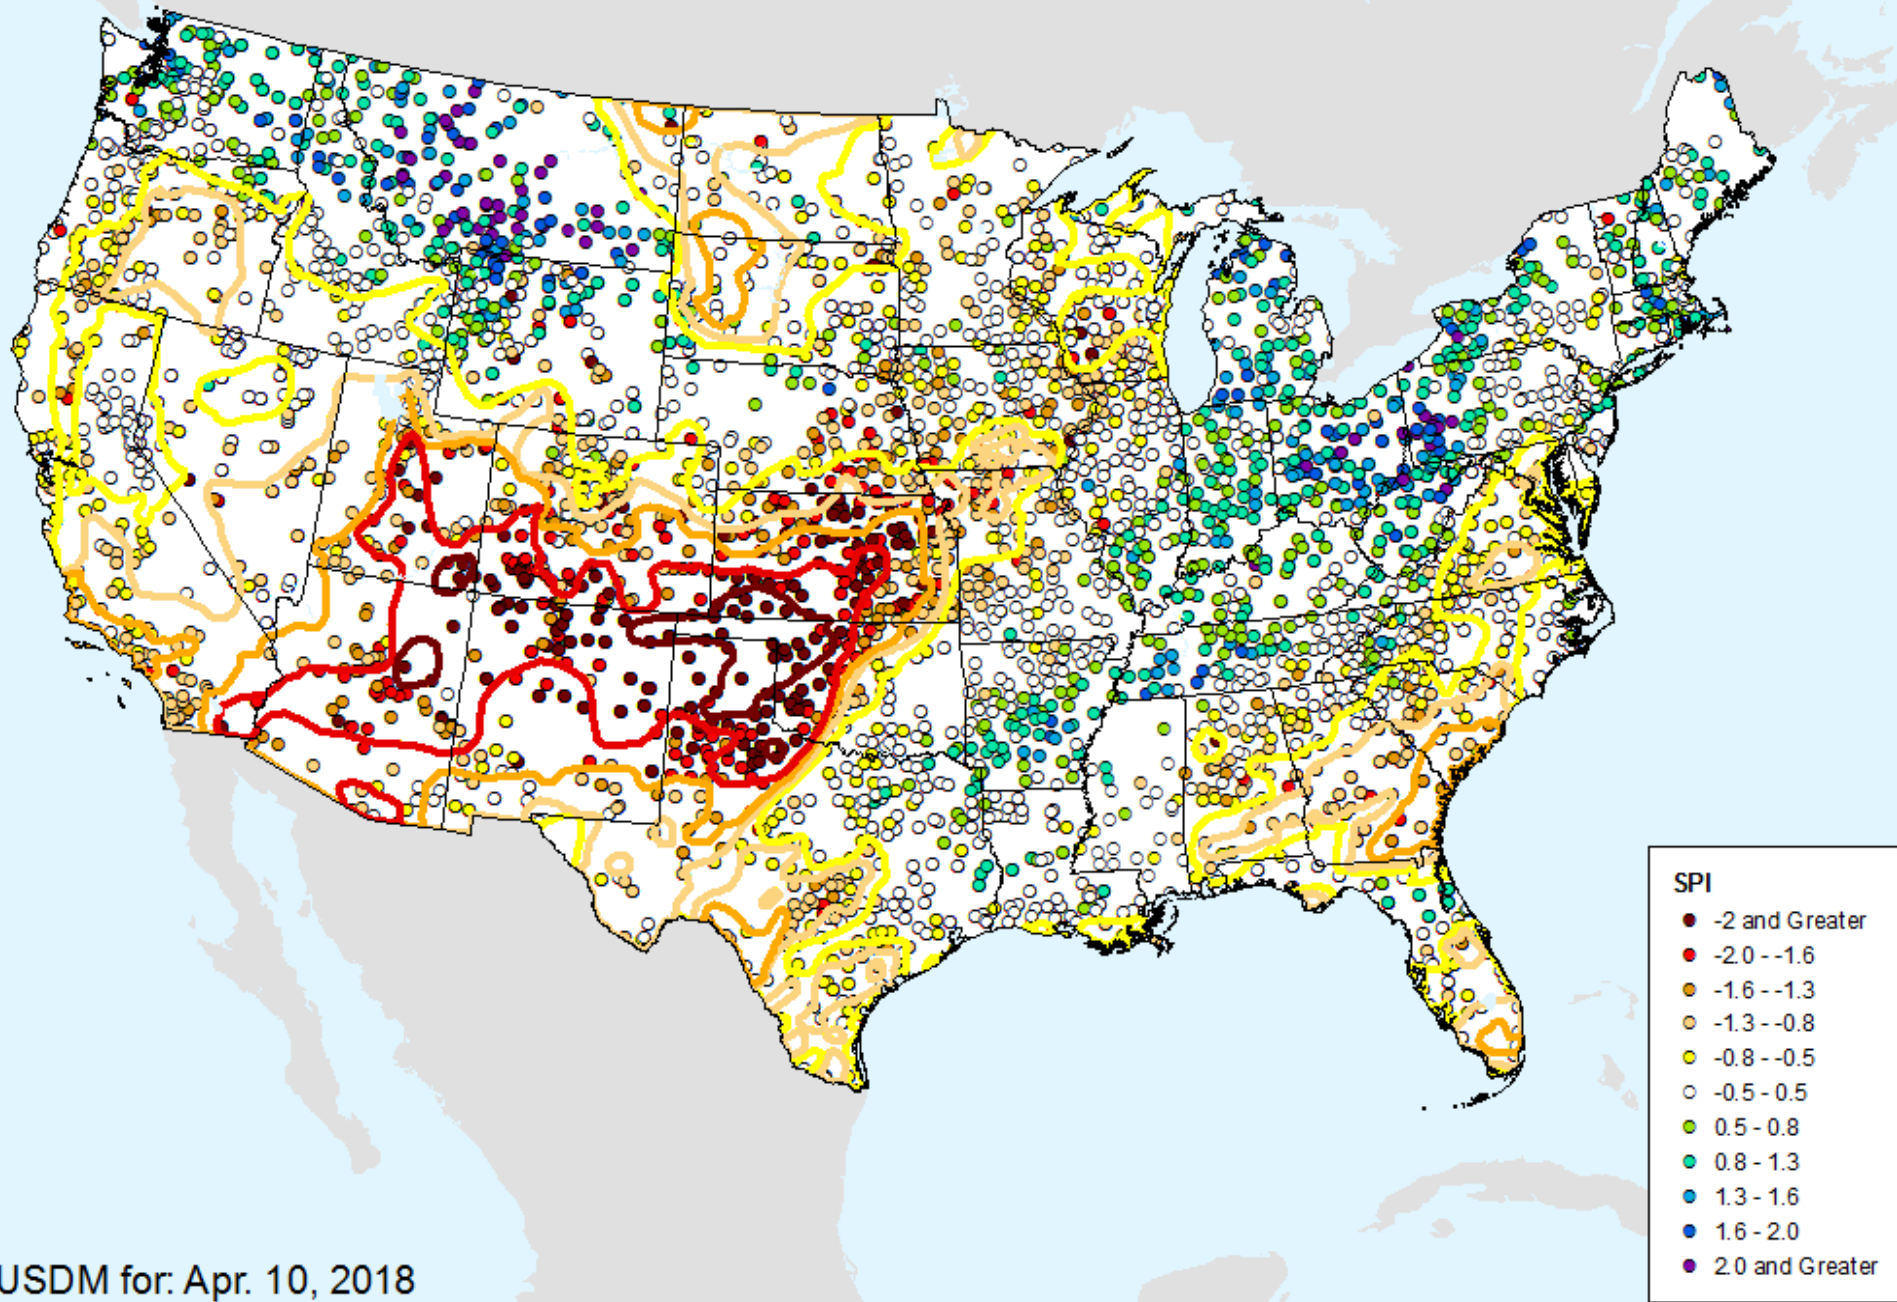 SPI
-2 and Greater
-2.0 - -1.6
-1.6 - -1.3
-1.3 - -0.8
-0.8 - -0.5
-0.5 - 0.5
0.5 - 0.8
0.8 - 1.3
1.3 - 1.6
1.6 - 2.0
2.0 and Greater
USDM for: Apr. 10, 2018